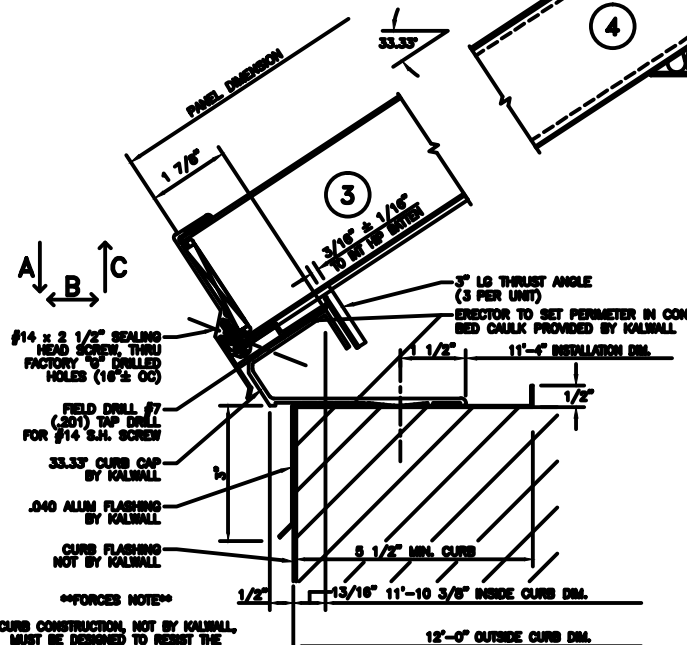 4
33.33°
PANEL DIMENSION
1 7/8"
3
3/16" ± 1/16"
TO INT HIP BATTEN
A
B
C
3" LG THRUST ANGLE
(3 PER UNIT)
ERECTOR TO SET PERIMETER IN CON
BED CAULK PROVIDED BY KALWALL
#14 x 2 1/2" SEALING
HEAD SCREW, THRU
FACTORY "G" DRILLED
HOLES (16"± OC)
1 1/2"
11'-4" INSTALLATION DIM.
1/2"
FIELD DRILL #7
(.201) TAP DRILL
FOR #14 S.H. SCREW
33.33° CURB CAP
BY KALWALL
3"
.040 ALUM FLASHING
BY KALWALL
CURB FLASHING
NOT BY KALWALL
5 1/2" MIN. CURB
**FORCES NOTE**
1/2"
13/16"
11'-10 3/8" INSIDE CURB DIM.
CURB CONSTRUCTION, NOT BY KALWALL,
MUST BE DESIGNED TO RESIST THE
12'-0" OUTSIDE CURB DIM.